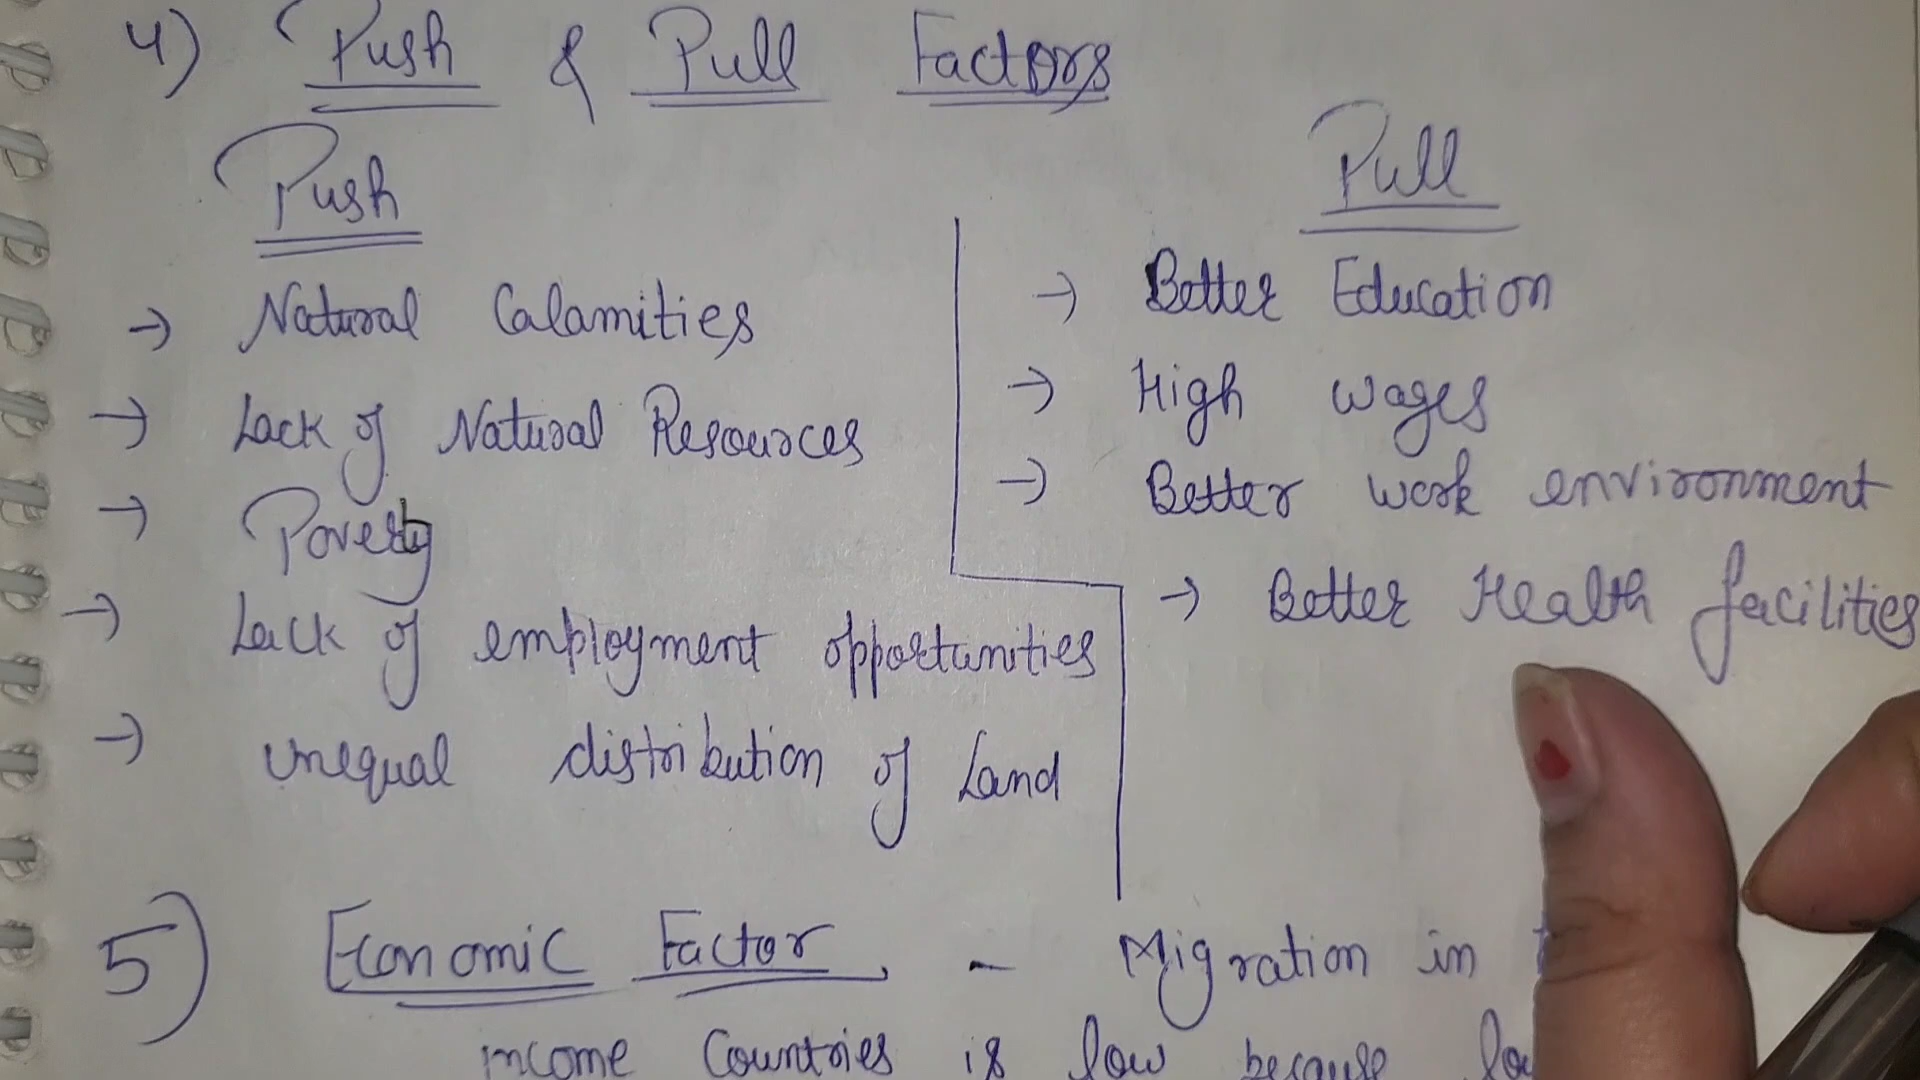 4) Push & Pull Factors
Push
→ Natural Calamities
→ Lack of Natural Resources
→ Poverty
→ Lack of employment opportunities
→ unequal distribution of Land
Pull
→ Better Education
→ High wages
→ Better work environment
→ Better Health facilities
5) Economic Factor - Migration in
income countries is low because